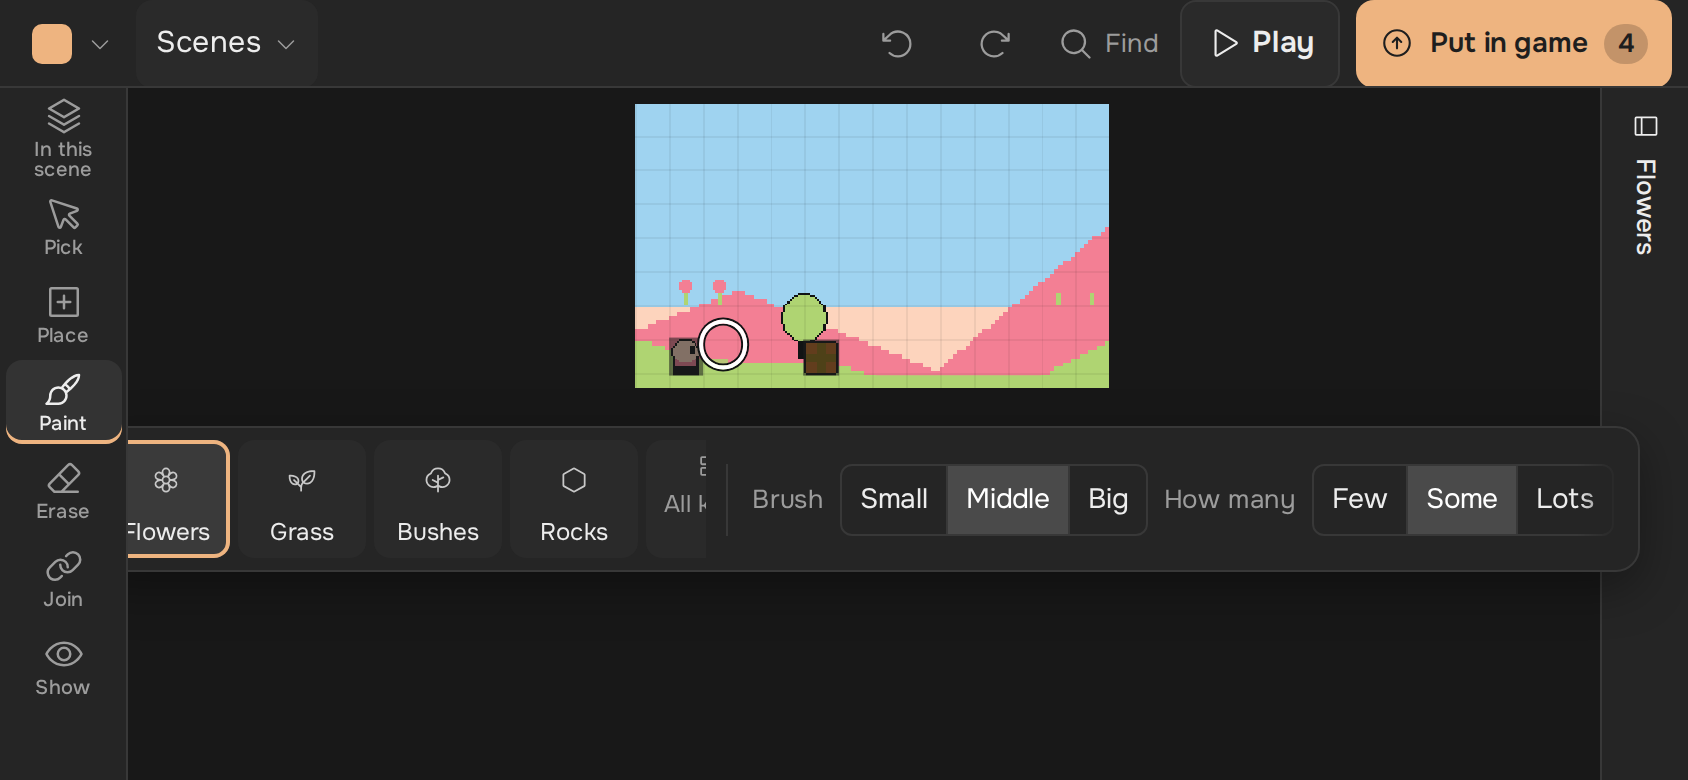 Scenes
Find
Play
Put in game 4
In this
scene
Pick
Place
Paint
Erase
Join
Show
Flowers
Flowers
Grass
Bushes
Rocks
All
Brush
Small
Middle
Big
How many
Few
Some
Lots